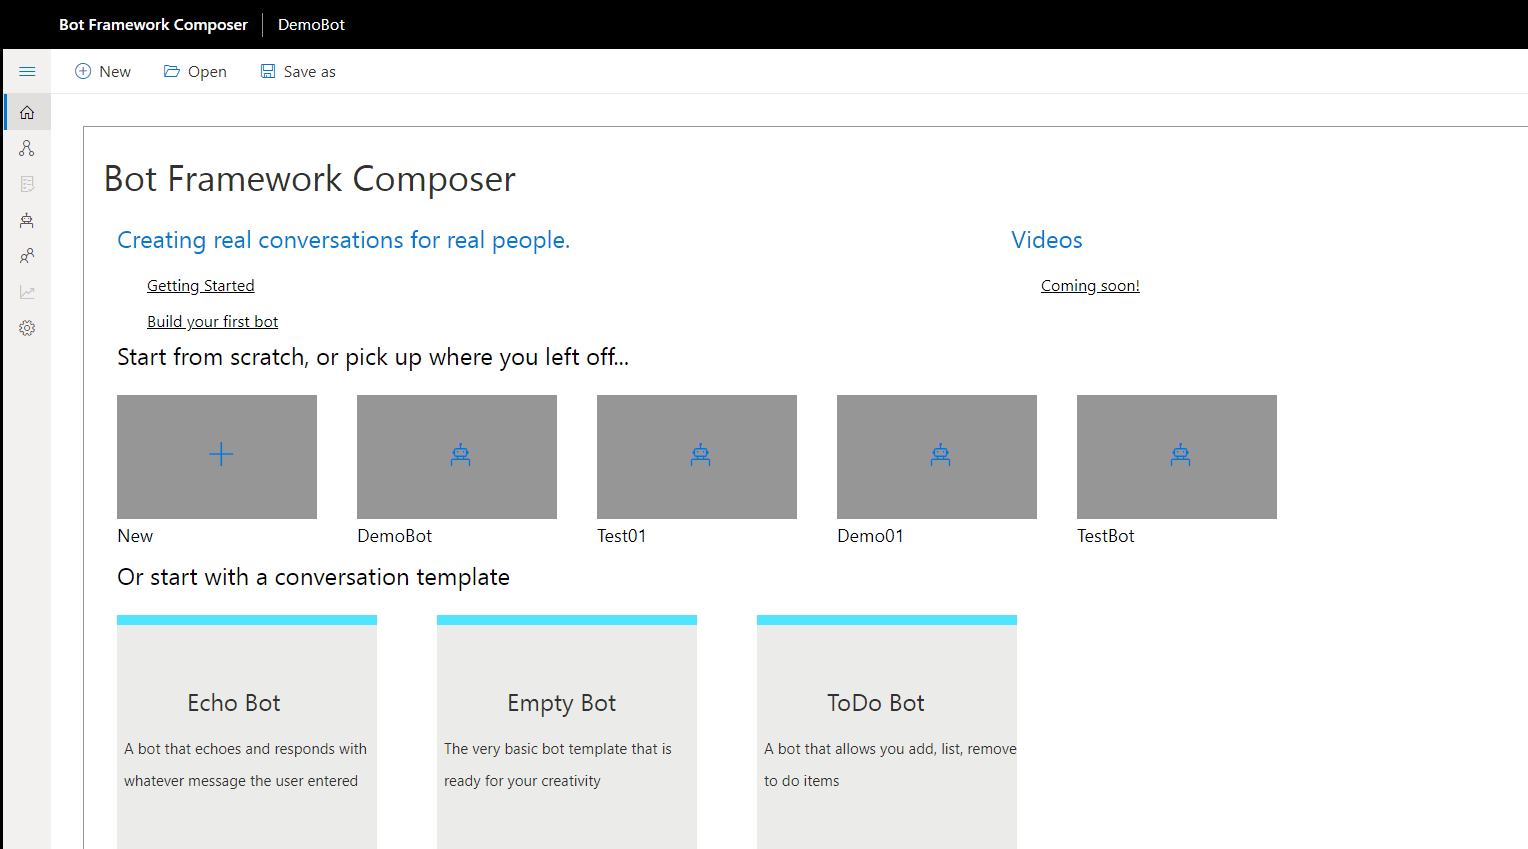 Bot Framework Composer DemoBot
New Open Save as
Bot Framework Composer
Creating real conversations for real people.
Videos
Getting Started
Coming soon!
Build your first bot
Start from scratch, or pick up where you left off...
New DemoBot Test01 Demo01 TestBot
Or start with a conversation template
Echo Bot
A bot that echoes and responds with
whatever message the user entered
Empty Bot
The very basic bot template that is
ready for your creativity
ToDo Bot
A bot that allows you add, list, remove
to do items